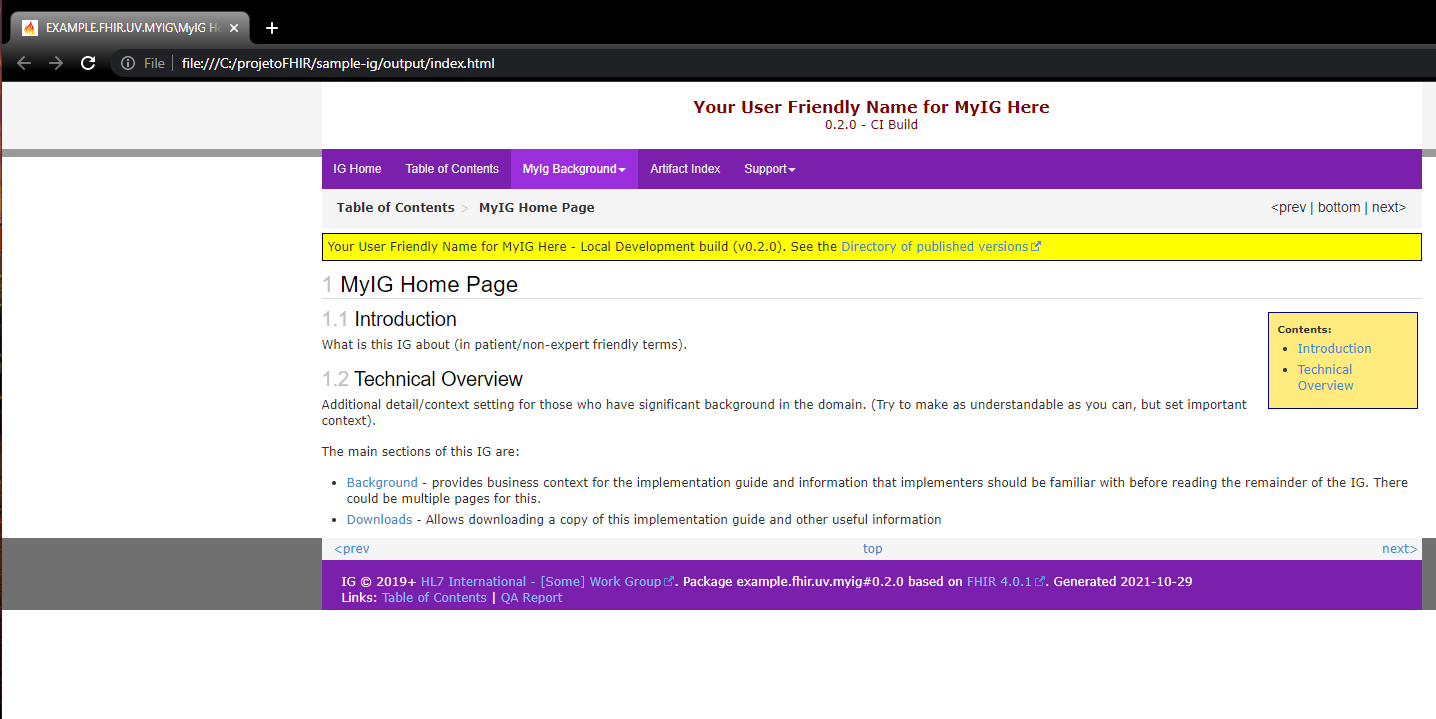 EXAMPLE.FHIR.UV.MYIG\MyIG H
File
file:///C:/projetoFHIR/sample-ig/output/index.html
Your User Friendly Name for MyIG Here
0.2.0 - CI Build
IG Home Table of Contents MyIg Background Artifact Index Support
Table of Contents > MyIG Home Page <prev | bottom | next>
Your User Friendly Name for MyIG Here - Local Development build (v0.2.0). See the Directory of published versions
1 MyIG Home Page
1.1 Introduction
What is this IG about (in patient/non-expert friendly terms).
Contents:
• Introduction
• Technical
Overview
1.2 Technical Overview
Additional detail/context setting for those who have significant background in the domain. (Try to make as understandable as you can, but set important
context).
The main sections of this IG are:
• Background - provides business context for the implementation guide and information that implementers should be familiar with before reading the remainder of the IG. There
could be multiple pages for this.
• Downloads - Allows downloading a copy of this implementation guide and other useful information
<prev top next>
IG © 2019+ HL7 International - [Some] Work Group. Package example.fhir.uv.myig#0.2.0 based on FHIR 4.0.1. Generated 2021-10-29
Links: Table of Contents | QA Report